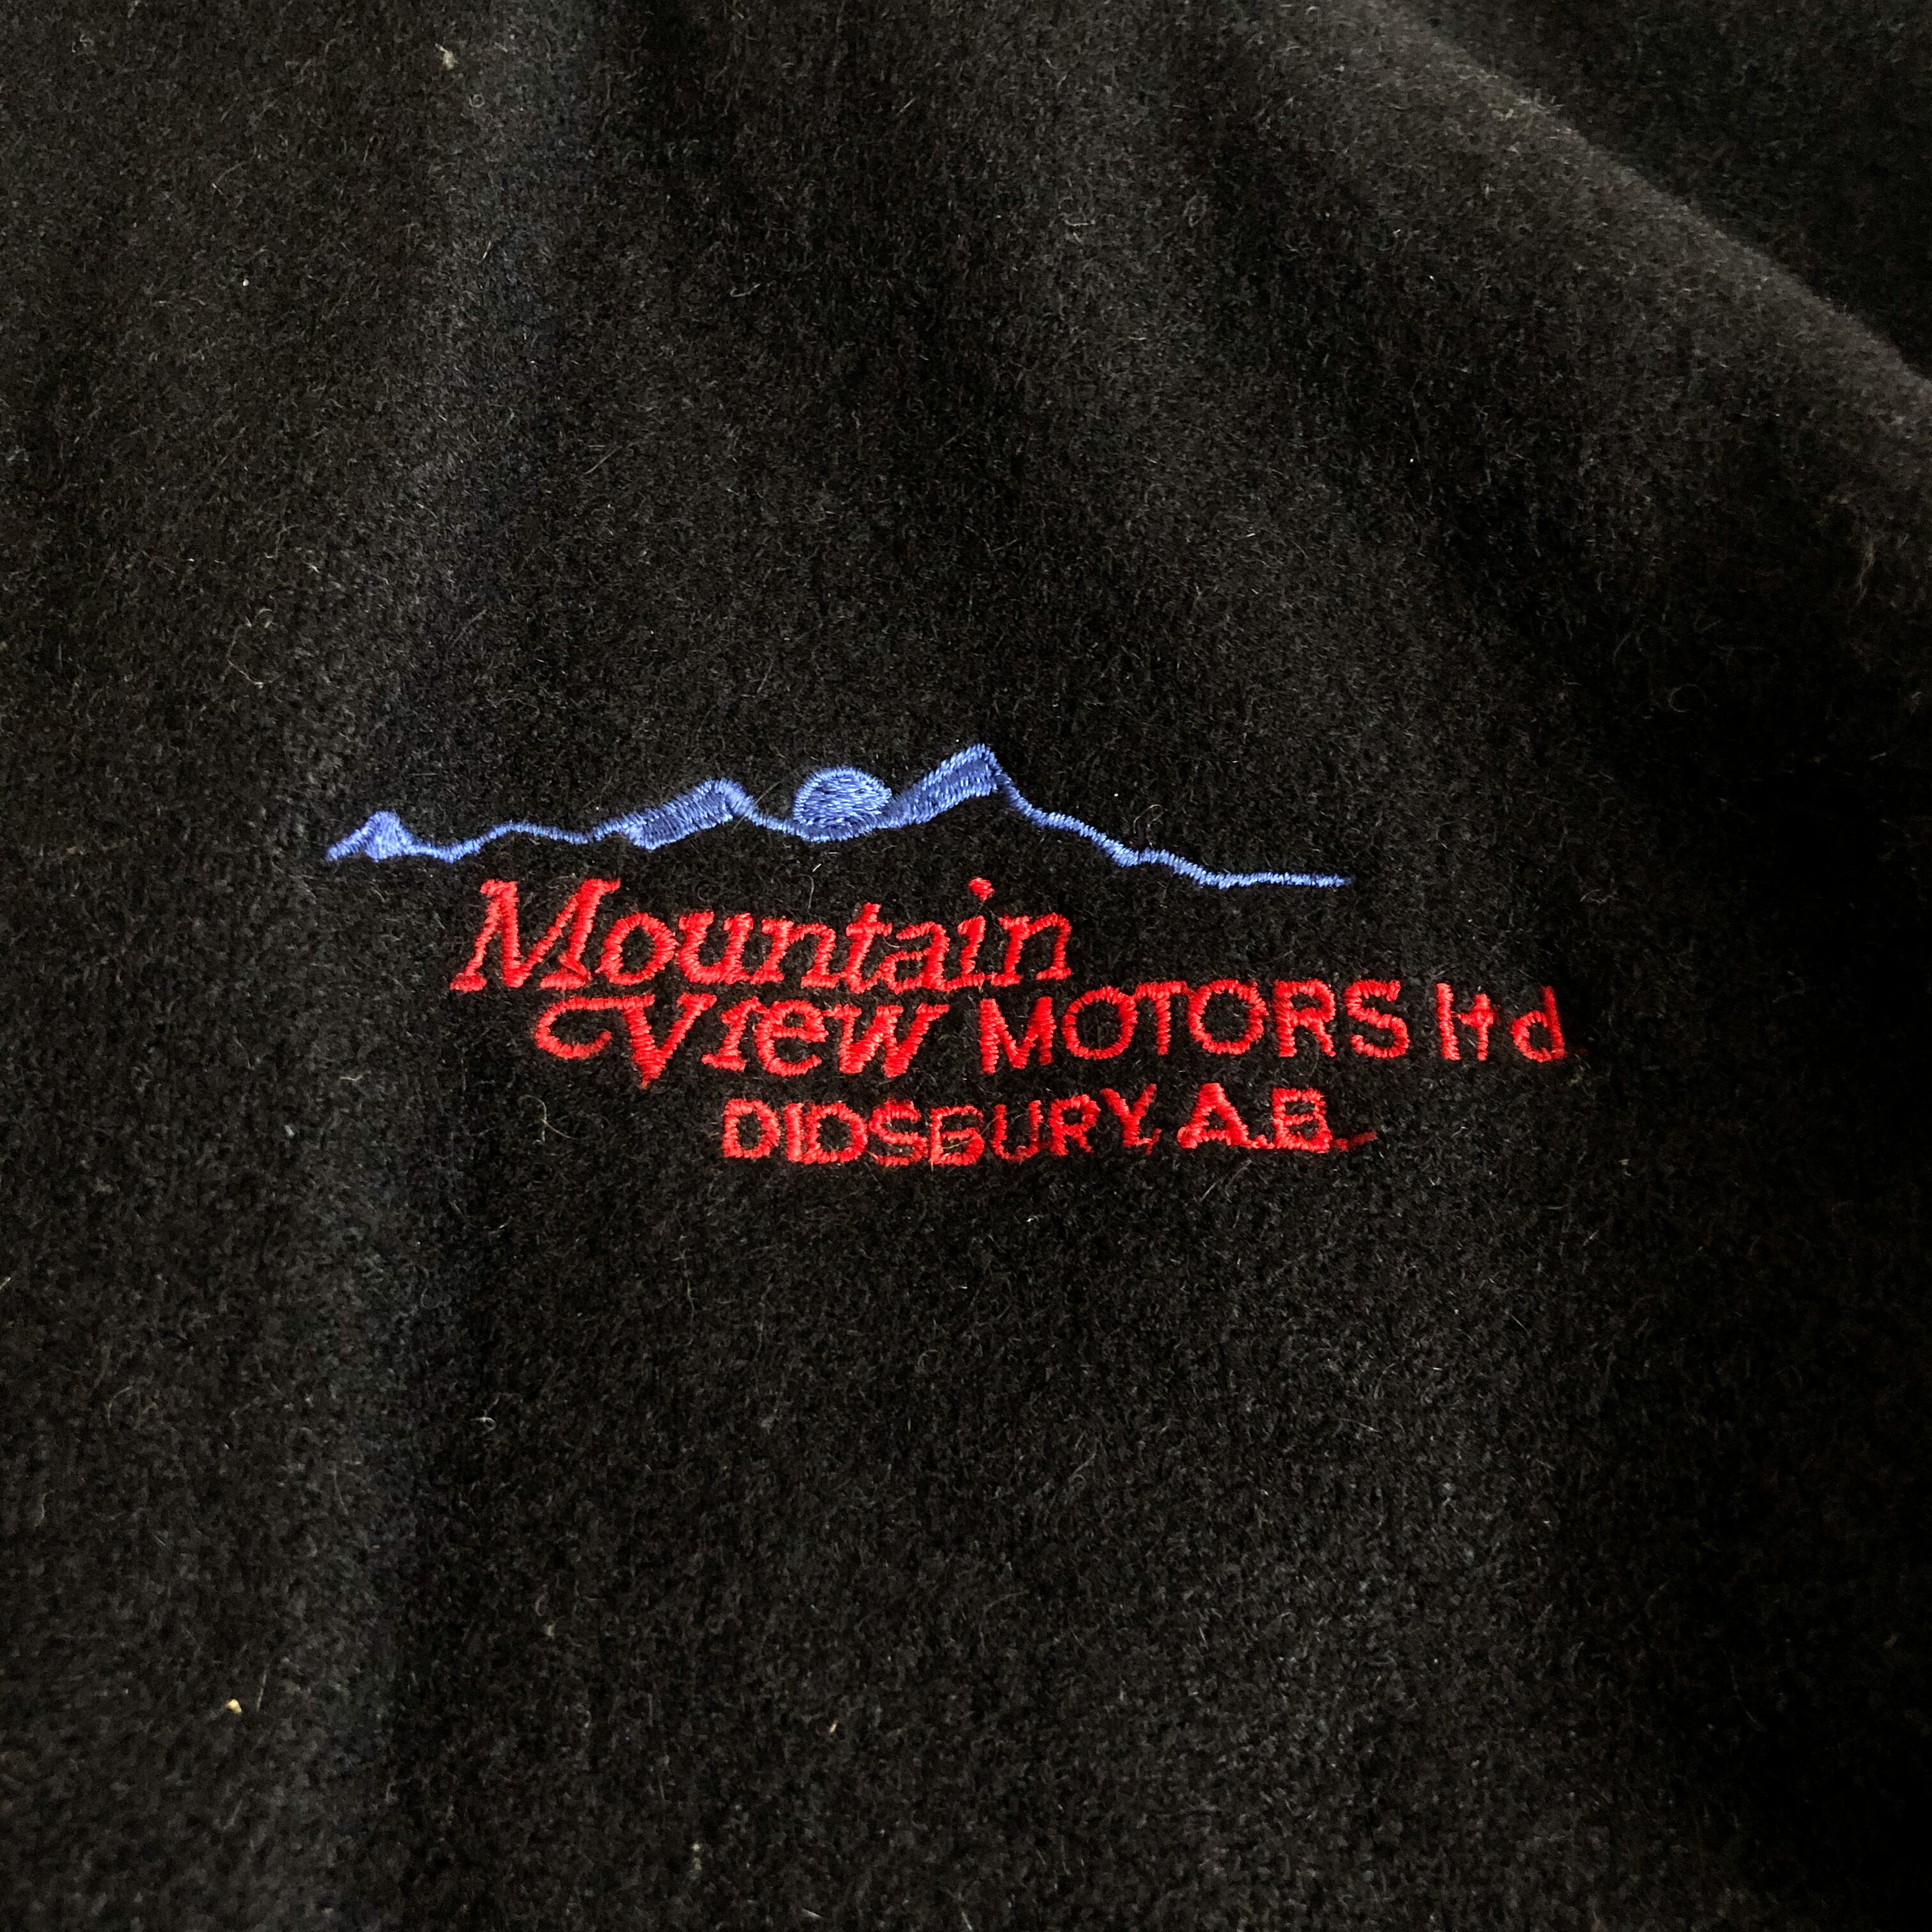 Mountain
View MOTORS ltd
DIDSBURY, A.B.